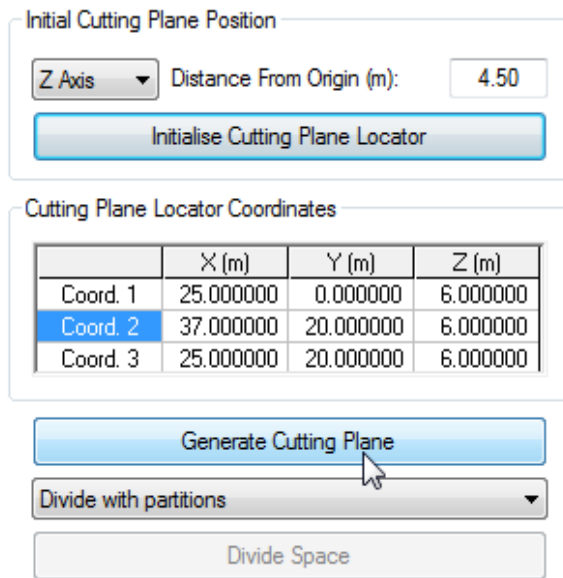 Initial Cutting Plane Position
Z Axis Distance From Origin (m): 4.50
Initialise Cutting Plane Locator
Cutting Plane Locator Coordinates
X (m) Y (m) Z (m)
Coord. 1 25.000000 0.000000 6.000000
Coord. 2 37.000000 20.000000 6.000000
Coord. 3 25.000000 20.000000 6.000000
Generate Cutting Plane
Divide with partitions
Divide Space